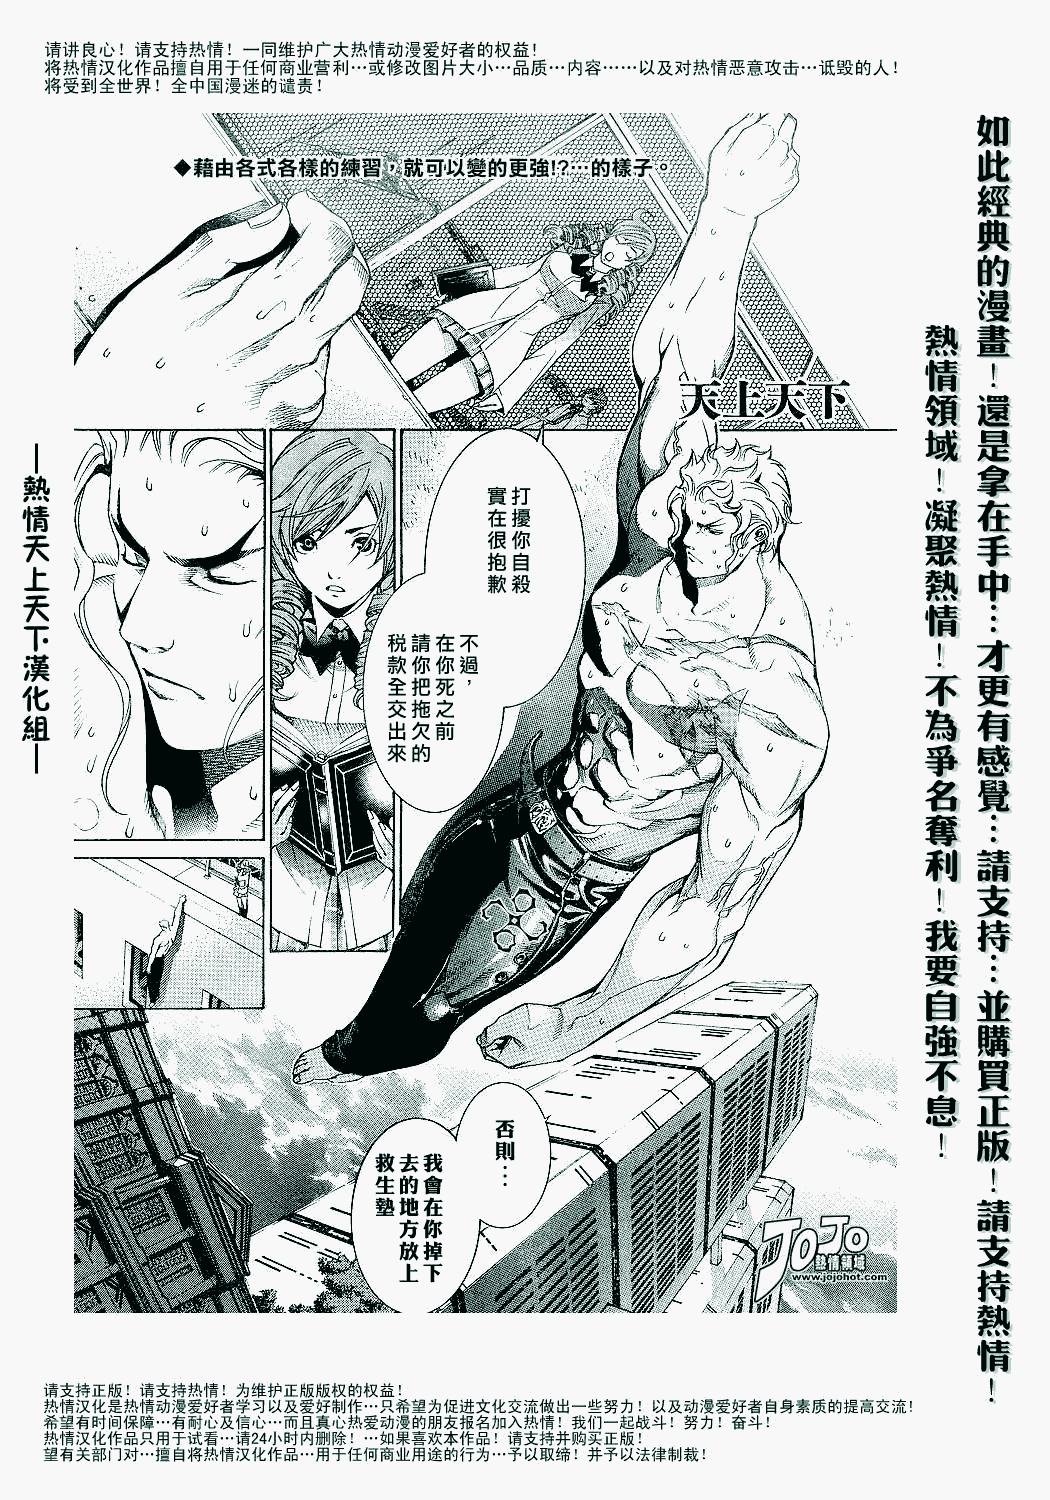 请讲良心！请支持热情！一同维护广大热情动漫爱好者的权益！
将热情汉化作品擅自用于任何商业营利…或修改图片大小…品质…内容……以及对热情恶意攻击…诋毁的人！
将受到全世界！全中国漫迷的谴责！
如此經典的漫畫！還是拿在手中…才更有感覺…請支持…並購買正版！請支持熱情！
熱情領域！凝聚熱情！不為爭名奪利！我要自強不息！
◆藉由各式各樣的練習，就可以變的更強!?…的樣子。
天上天下
打擾你自殺
實在很抱歉
不過，
在你死之前
請你把拖欠的
税款全交出來
否則…
我會在你掉下
去的地方放上
救生墊
—熱情天上天下漢化組—
JOJO
熱情領域
www.jojohot.com
请支持正版！请支持热情！为维护正版版权的权益！
热情汉化是热情动漫爱好者学习以及爱好制作…只希望为促进文化交流做出一些努力！以及动漫爱好者自身素质的提高交流！
希望有时间保障…有耐心及信心…而且真心热爱动漫的朋友报名加入热情！我们一起战斗！努力！奋斗！
热情汉化作品只用于试看…请24小时内删除！…如果喜欢本作品！请支持并购买正版！
望有关部门对…擅自将热情汉化作品…用于任何商业用途的行为…予以取缔！并予以法律制裁！